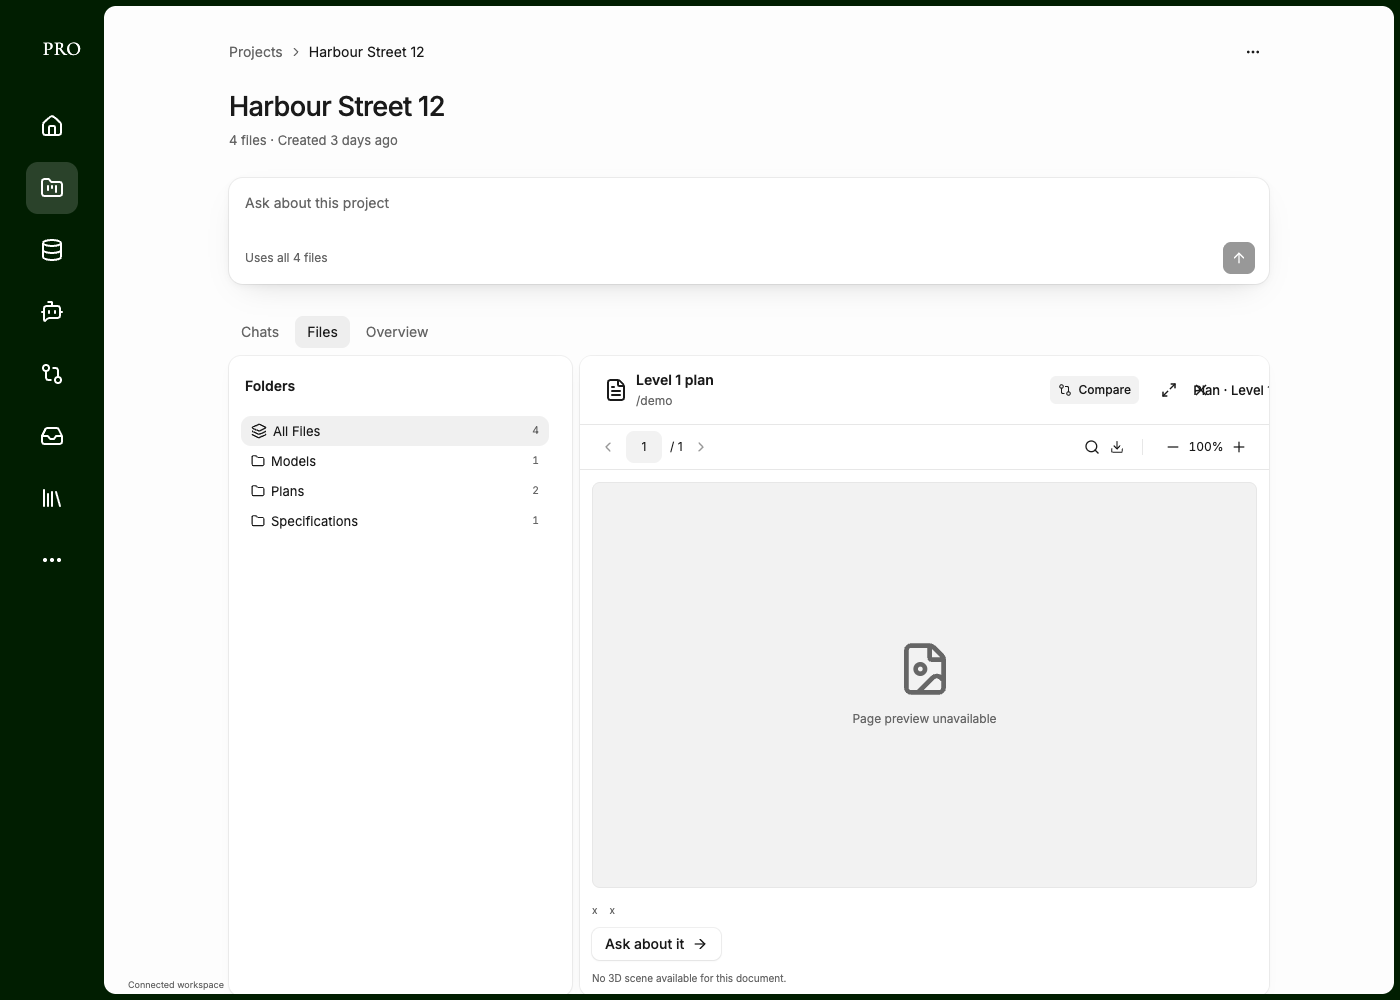 PRO
Projects
Harbour Street 12
Harbour Street 12
4 files · Created 3 days ago
Ask about this project
Uses all 4 files
Chats
Files
Overview
Folders
All Files 4
Models 1
Plans 2
Specifications 1
Level 1 plan
/demo
Compare
Plan · Level
1 / 1
100%
Page preview unavailable
x x
Ask about it
No 3D scene available for this document.
Connected workspace